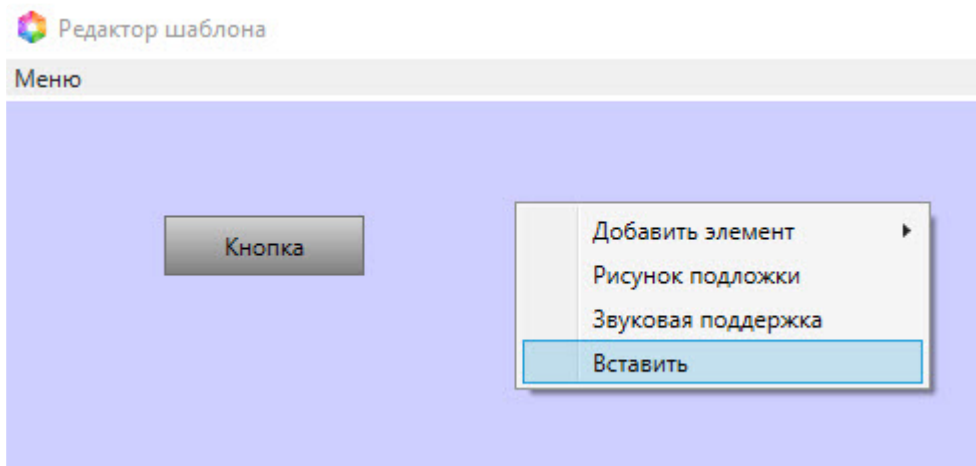 Редактор шаблона
Меню
Кнопка
Добавить элемент
Рисунок подложки
Звуковая поддержка
Вставить